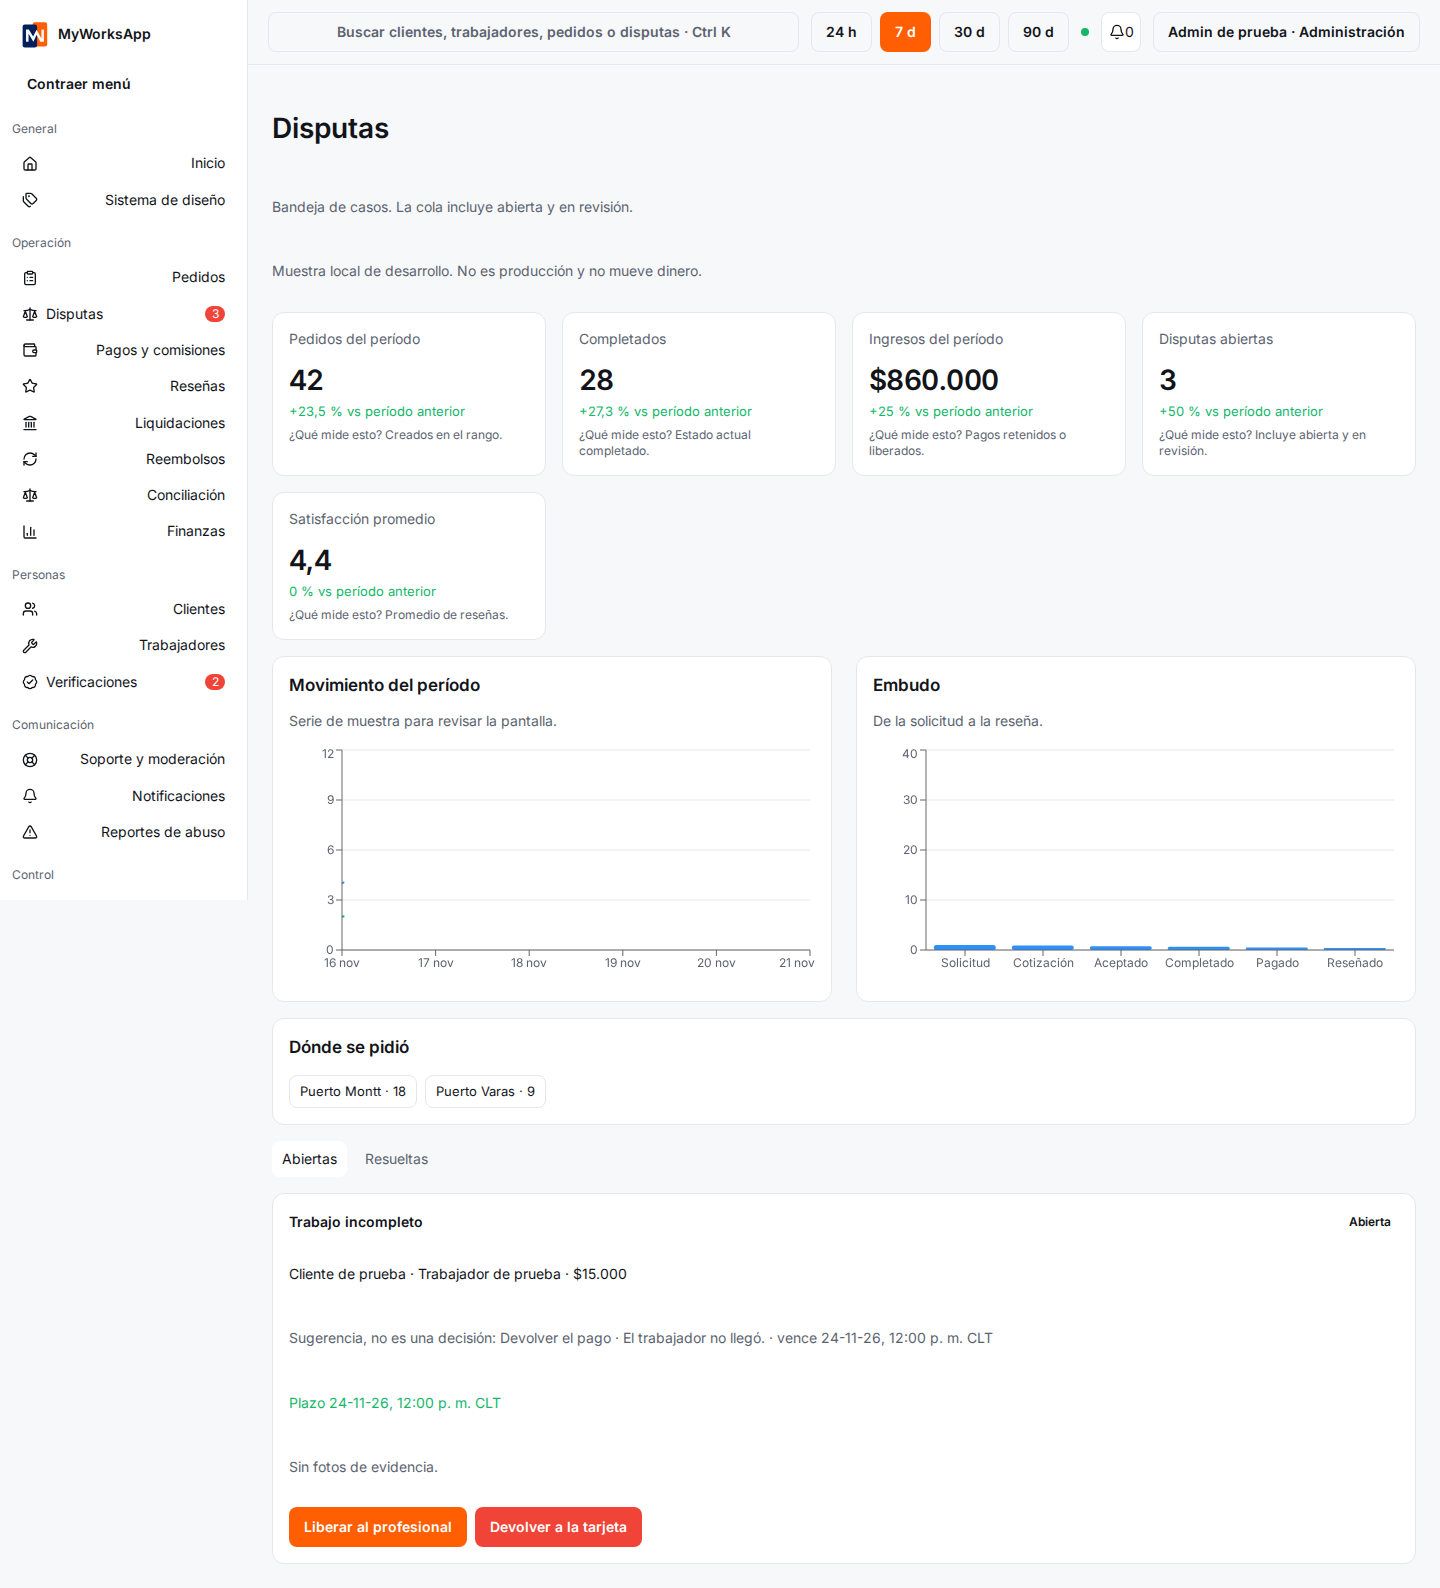 MyWorksApp
Contraer menú
General
Inicio
Sistema de diseño
Operación
Pedidos
Disputas 3
Pagos y comisiones
Reseñas
Liquidaciones
Reembolsos
Conciliación
Finanzas
Personas
Clientes
Trabajadores
Verificaciones 2
Comunicación
Soporte y moderación
Notificaciones
Reportes de abuso
Control
Buscar clientes, trabajadores, pedidos o disputas · Ctrl K
24 h
7 d
30 d
90 d
0
Admin de prueba · Administración
Disputas
Bandeja de casos. La cola incluye abierta y en revisión.
Muestra local de desarrollo. No es producción y no mueve dinero.
Pedidos del período
42
+23,5 % vs período anterior
¿Qué mide esto? Creados en el rango.
Completados
28
+27,3 % vs período anterior
¿Qué mide esto? Estado actual
completado.
Ingresos del período
$860.000
+25 % vs período anterior
¿Qué mide esto? Pagos retenidos o
liberados.
Disputas abiertas
3
+50 % vs período anterior
¿Qué mide esto? Incluye abierta y en
revisión.
Satisfacción promedio
4,4
0 % vs período anterior
¿Qué mide esto? Promedio de reseñas.
Movimiento del período
Serie de muestra para revisar la pantalla.
12
9
6
3
0
16 nov 17 nov 18 nov 19 nov 20 nov 21 nov
Embudo
De la solicitud a la reseña.
40
30
20
10
0
Solicitud Cotización Aceptado Completado Pagado Reseñado
Dónde se pidió
Puerto Montt · 18 Puerto Varas · 9
Abiertas Resueltas
Trabajo incompleto Abierta
Cliente de prueba · Trabajador de prueba · $15.000
Sugerencia, no es una decisión: Devolver el pago · El trabajador no llegó. · vence 24-11-26, 12:00 p. m. CLT
Plazo 24-11-26, 12:00 p. m. CLT
Sin fotos de evidencia.
Liberar al profesional Devolver a la tarjeta